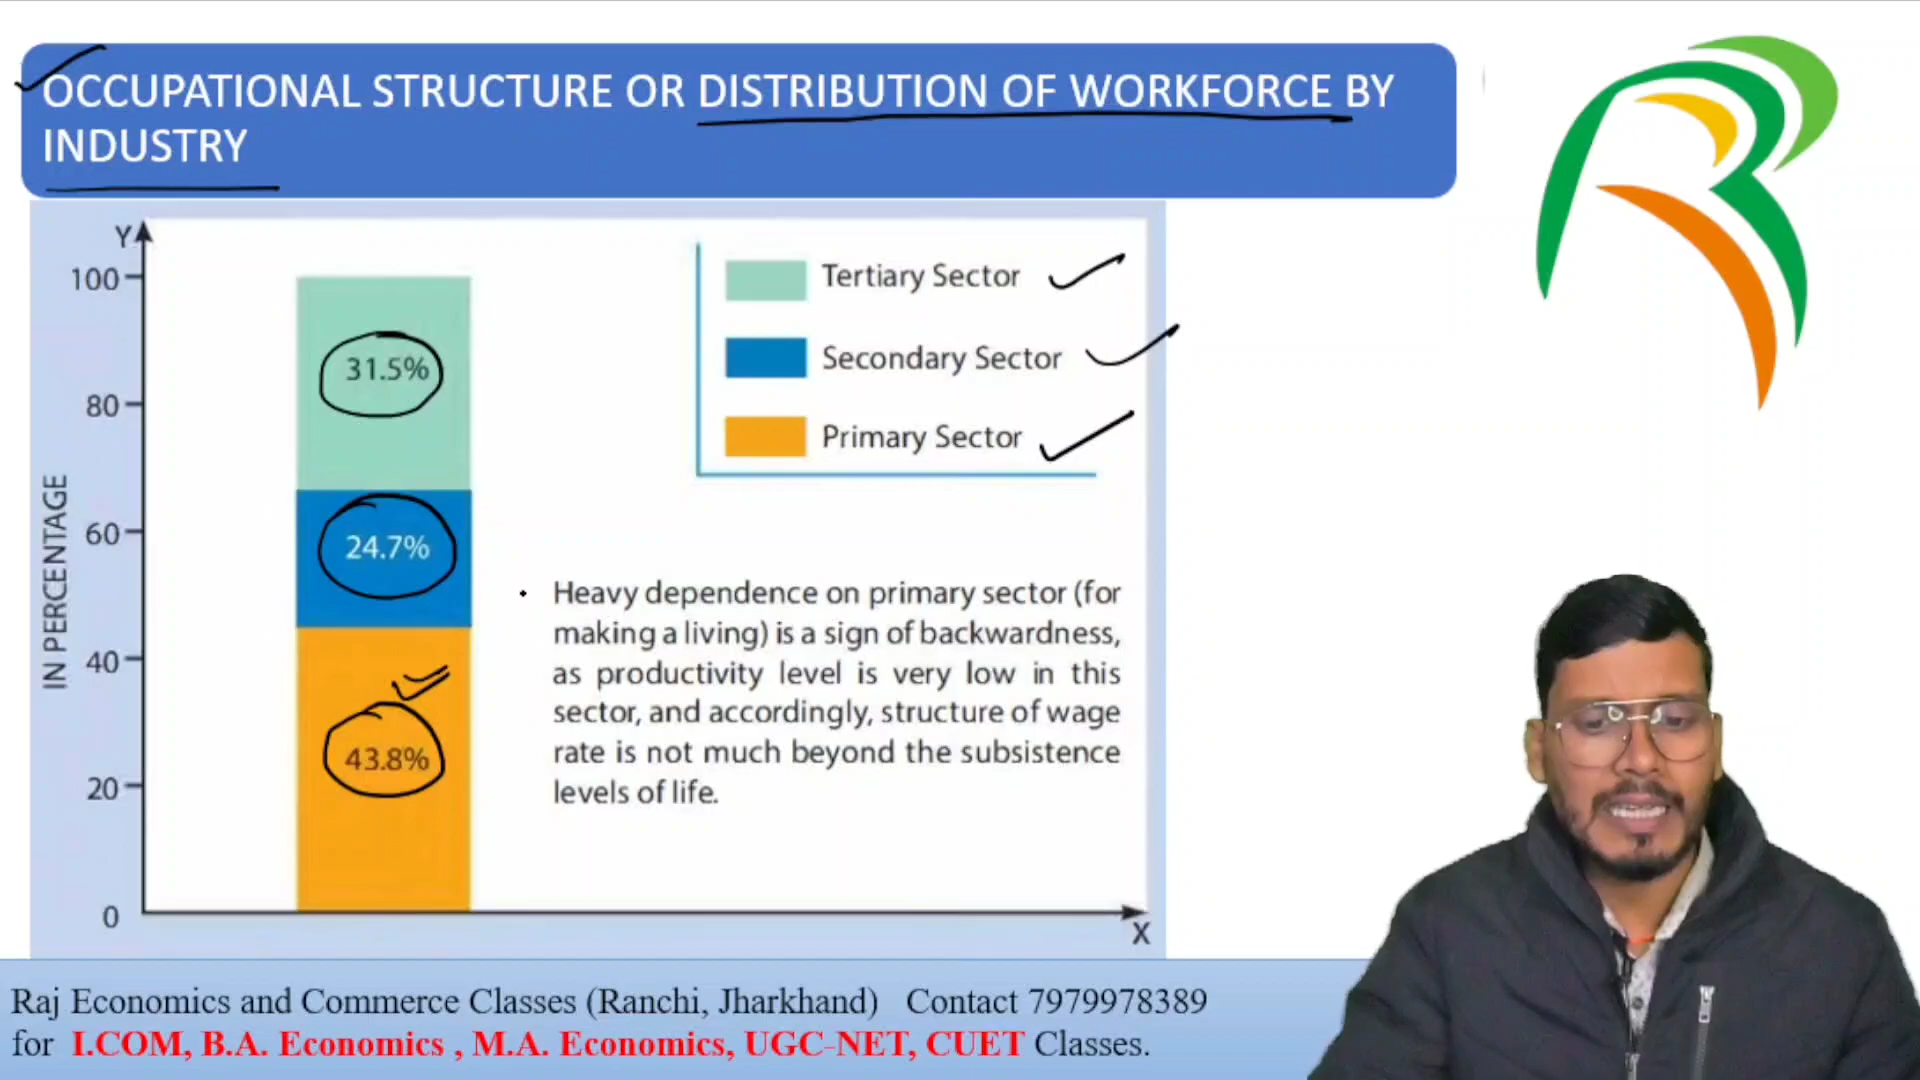 OCCUPATIONAL STRUCTURE OR DISTRIBUTION OF WORKFORCE BY
INDUSTRY
Y
100
80
60
40
20
0
IN PERCENTAGE
31.5%
24.7%
43.8%
Tertiary Sector
Secondary Sector
Primary Sector
• Heavy dependence on primary sector (for
making a living) is a sign of backwardness,
as productivity level is very low in this
sector, and accordingly, structure of wage
rate is not much beyond the subsistence
levels of life.
X
Raj Economics and Commerce Classes (Ranchi, Jharkhand) Contact 7979978389
for I.COM, B.A. Economics , M.A. Economics, UGC-NET, CUET Classes.